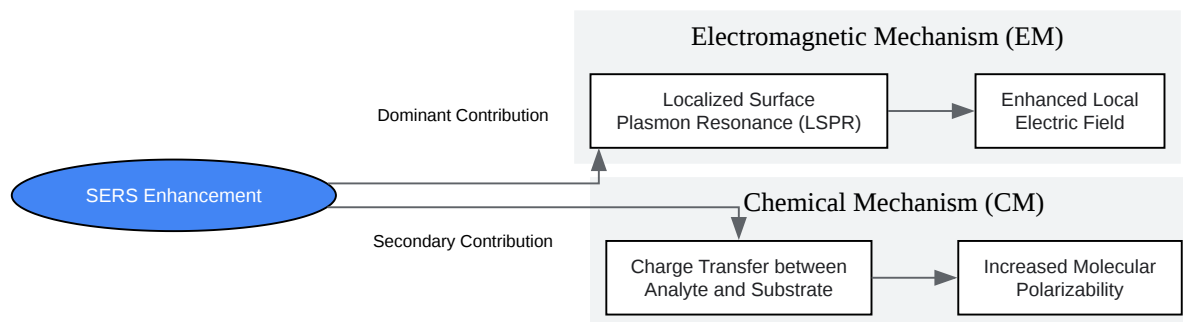 Electromagnetic Mechanism (EM)
Dominant Contribution
Localized Surface
Plasmon Resonance (LSPR)
Enhanced Local
Electric Field
SERS Enhancement
Chemical Mechanism (CM)
Secondary Contribution
Charge Transfer between
Analyte and Substrate
Increased Molecular
Polarizability